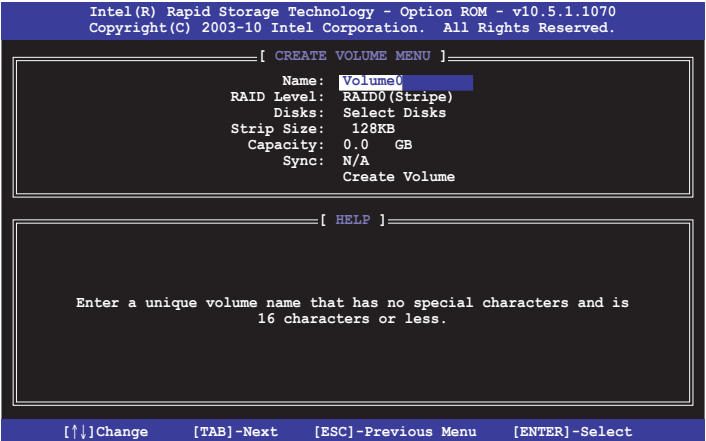 Intel(R) Rapid Storage Technology - Option ROM - v10.5.1.1070
Copyright(C) 2003-10 Intel Corporation. All Rights Reserved.
[ CREATE VOLUME MENU ]
Name: Volume0
RAID Level: RAID0(Stripe)
Disks: Select Disks
Strip Size: 128KB
Capacity: 0.0 GB
Sync: N/A
Create Volume
[ HELP ]
Enter a unique volume name that has no special characters and is
16 characters or less.
[↑↓]Change [TAB]-Next [ESC]-Previous Menu [ENTER]-Select